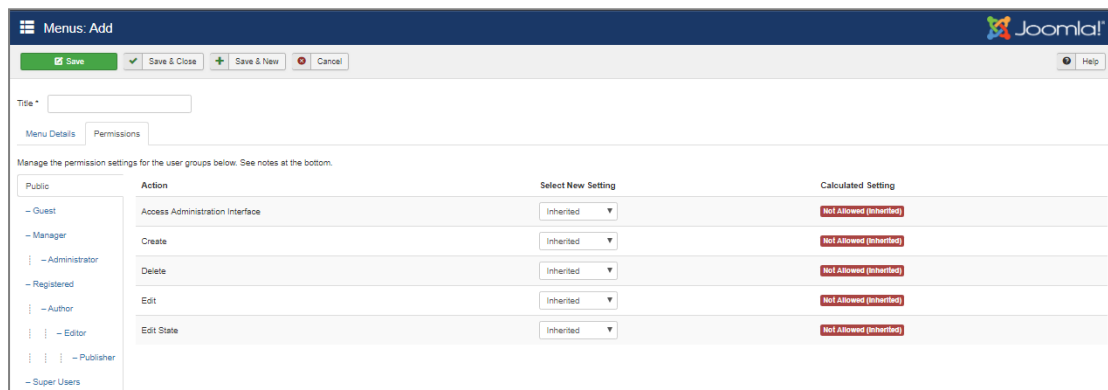 Menus: Add
Joomla!
Save
Save & Close
Save & New
Cancel
Help
Title *
Menu Details
Permissions
Manage the permission settings for the user groups below. See notes at the bottom.
Public
Action
Select New Setting
Calculated Setting
– Guest
Access Administration Interface
Inherited
Not Allowed (Inherited)
– Manager
Create
Inherited
Not Allowed (Inherited)
– Administrator
Delete
Inherited
Not Allowed (Inherited)
– Registered
Edit
Inherited
Not Allowed (Inherited)
– Author
Edit State
Inherited
Not Allowed (Inherited)
– Editor
– Publisher
– Super Users